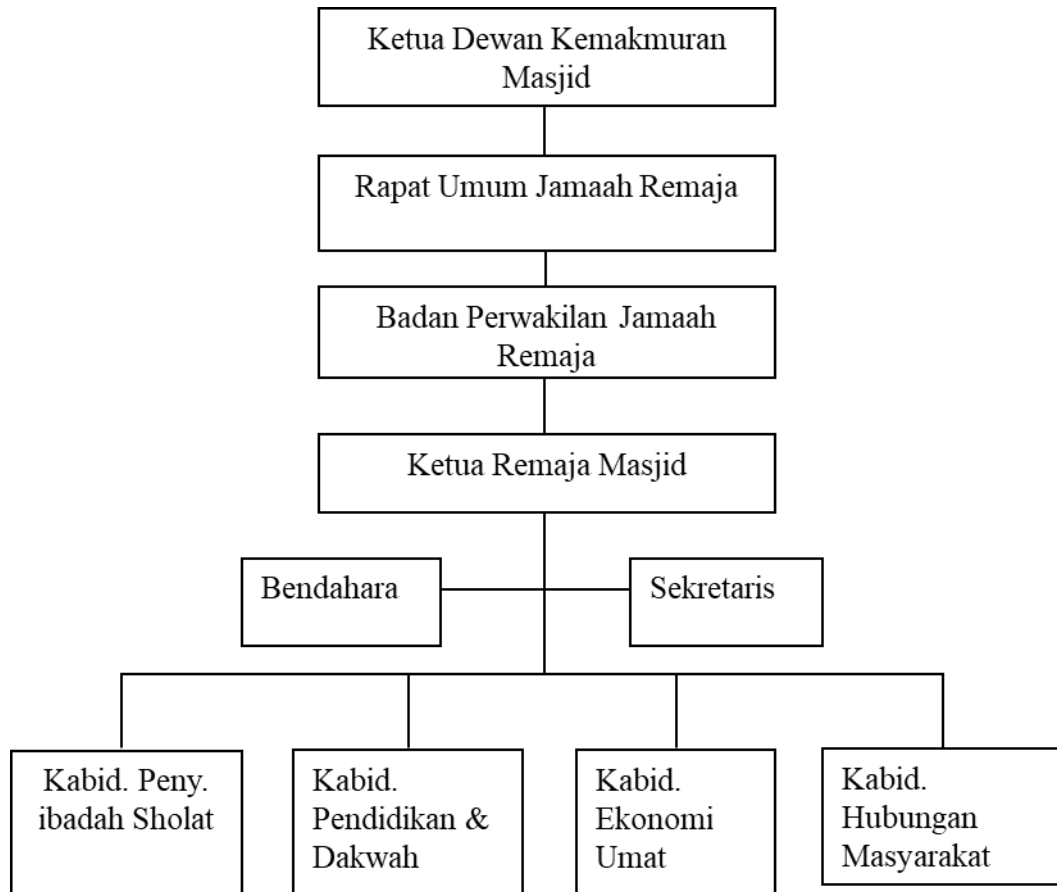 Ketua Dewan Kemakmuran
Masjid
Rapat Umum Jamaah Remaja
Badan Perwakilan Jamaah
Remaja
Ketua Remaja Masjid
Bendahara
Sekretaris
Kabid. Peny.
ibadah Sholat
Kabid.
Pendidikan &
Dakwah
Kabid.
Ekonomi
Umat
Kabid.
Hubungan
Masyarakat